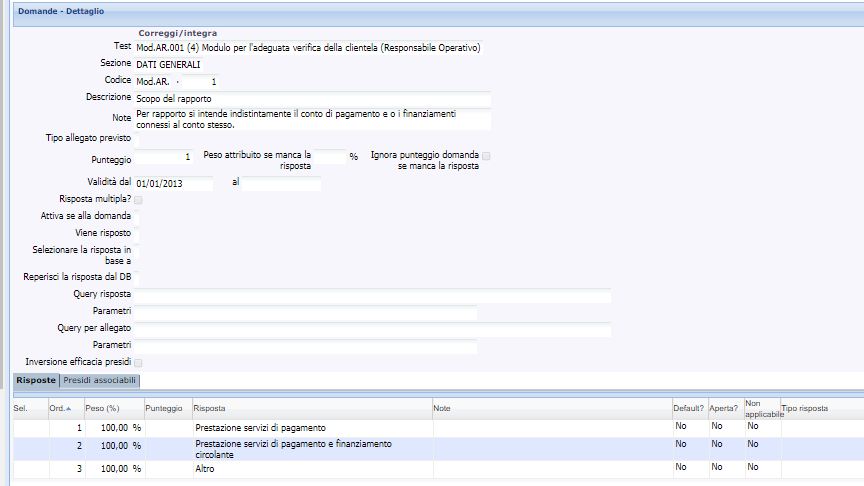 Domande - Dettaglio
Correggi/integra
Test Mod.AR.001 (4) Modulo per l'adeguata verifica della clientela (Responsabile Operativo)
Sezione DATI GENERALI
Codice Mod.AR. · 1
Descrizione Scopo del rapporto
Note Per rapporto si intende indistintamente il conto di pagamento e o i finanziamenti
connessi al conto stesso.
Tipo allegato previsto
Punteggio 1 Peso attribuito se manca la
risposta % Ignora punteggio domanda
se manca la risposta
Validità dal 01/01/2013 al
Risposta multipla?
Attiva se alla domanda
Viene risposto
Selezionare la risposta in
base a
Reperisci la risposta dal DB
Query risposta
Parametri
Query per allegato
Parametri
Inversione efficacia presidi
Risposte Presidi associabili
Sel. Ord. Peso (%) Punteggio Risposta Note Default? Aperta? Non
applicabile Tipo risposta
1 100,00 % Prestazione servizi di pagamento No No No
2 100,00 % Prestazione servizi di pagamento e finanziamento
circolante No No No
3 100,00 % Altro No No No